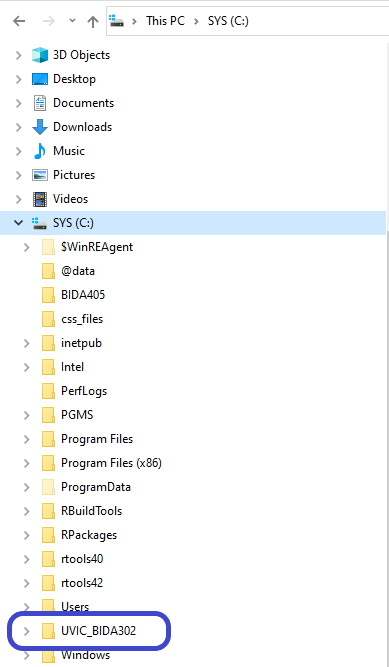 This PC
SYS (C:)
3D Objects
Desktop
Documents
Downloads
Music
Pictures
Videos
SYS (C:)
$WinREAgent
@data
BIDA405
css_files
inetpub
Intel
PerfLogs
PGMS
Program Files
Program Files (x86)
ProgramData
RBuildTools
RPackages
rtools40
rtools42
Users
UVIC_BIDA302
Windows